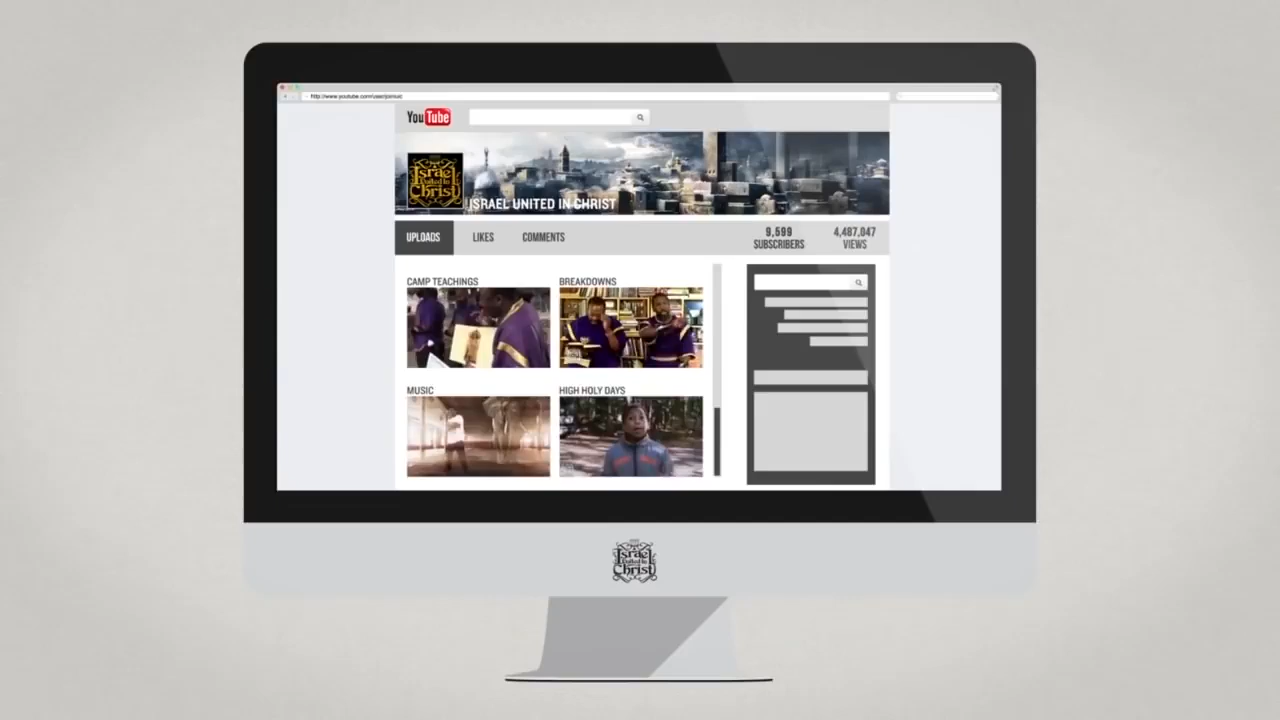 http://www.youtube.com/user/joiniuic
YouTube
Israel
United In
Christ
ISRAEL UNITED IN CHRIST
UPLOADS LIKES COMMENTS
9,599 4,487,047
SUBSCRIBERS VIEWS
CAMP TEACHINGS BREAKDOWNS
MUSIC HIGH HOLY DAYS
Israel
United In
Christ